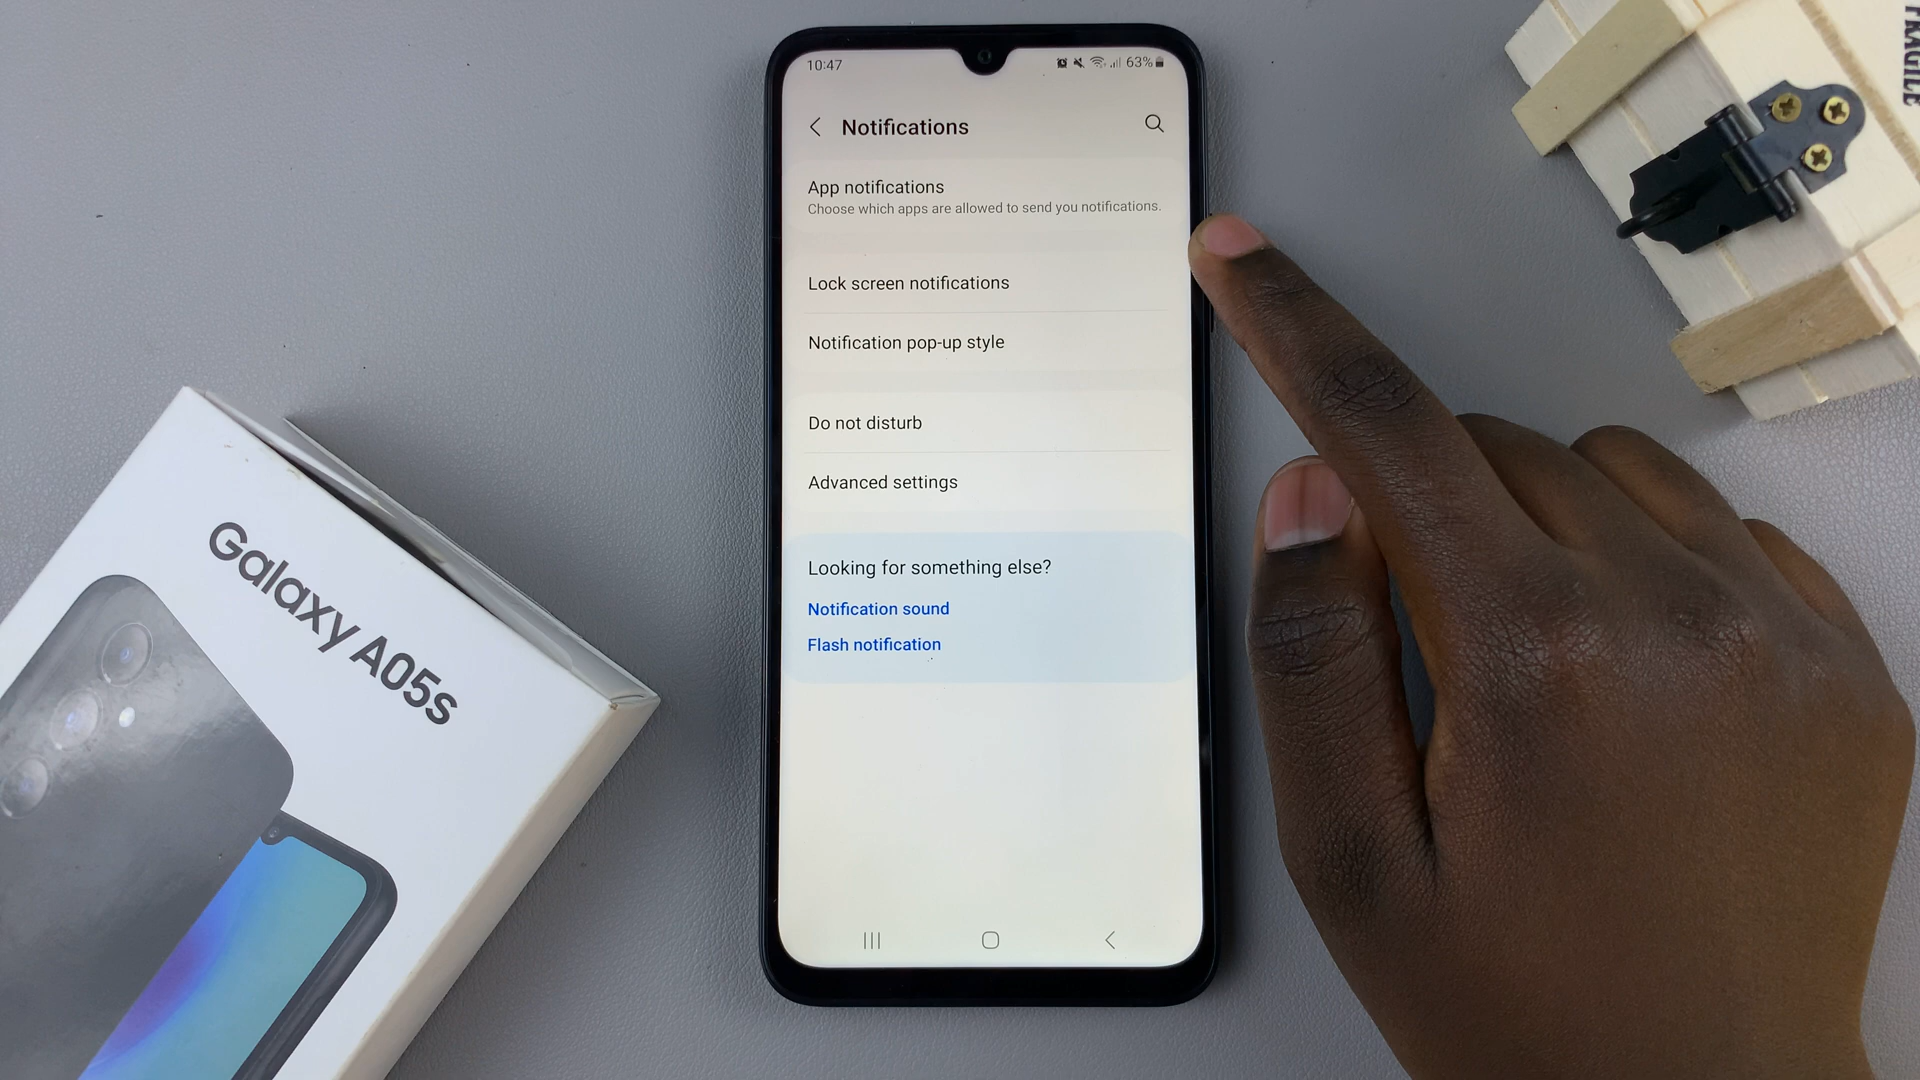 10:47
63%
Notifications
App notifications
Choose which apps are allowed to send you notifications.
Lock screen notifications
Notification pop-up style
Do not disturb
Advanced settings
Looking for something else?
Notification sound
Flash notification
Galaxy A05s
FRAGILE